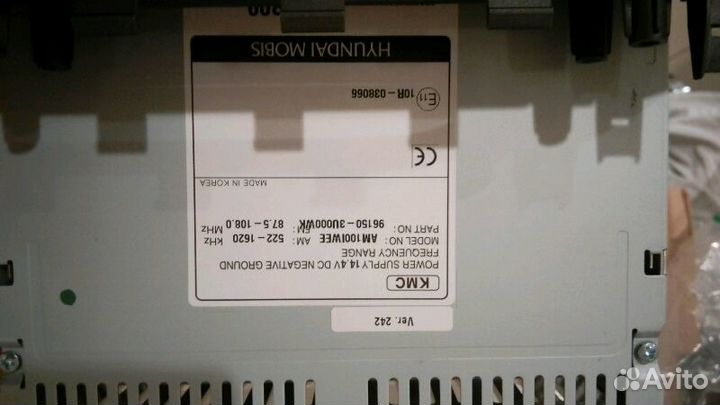 Ver. 242
KMC
POWER SUPPLY 14.4V DC NEGATIVE GROUND
FREQUENCY RANGE
MODEL NO: AM100IWEE AM: 522-1620 kHz
PART NO: 96150-3U000WK FM: 87.5-108.0 MHz
MADE IN KOREA
CE
E11 10R-038066
HYUNDAI MOBIS
Avito